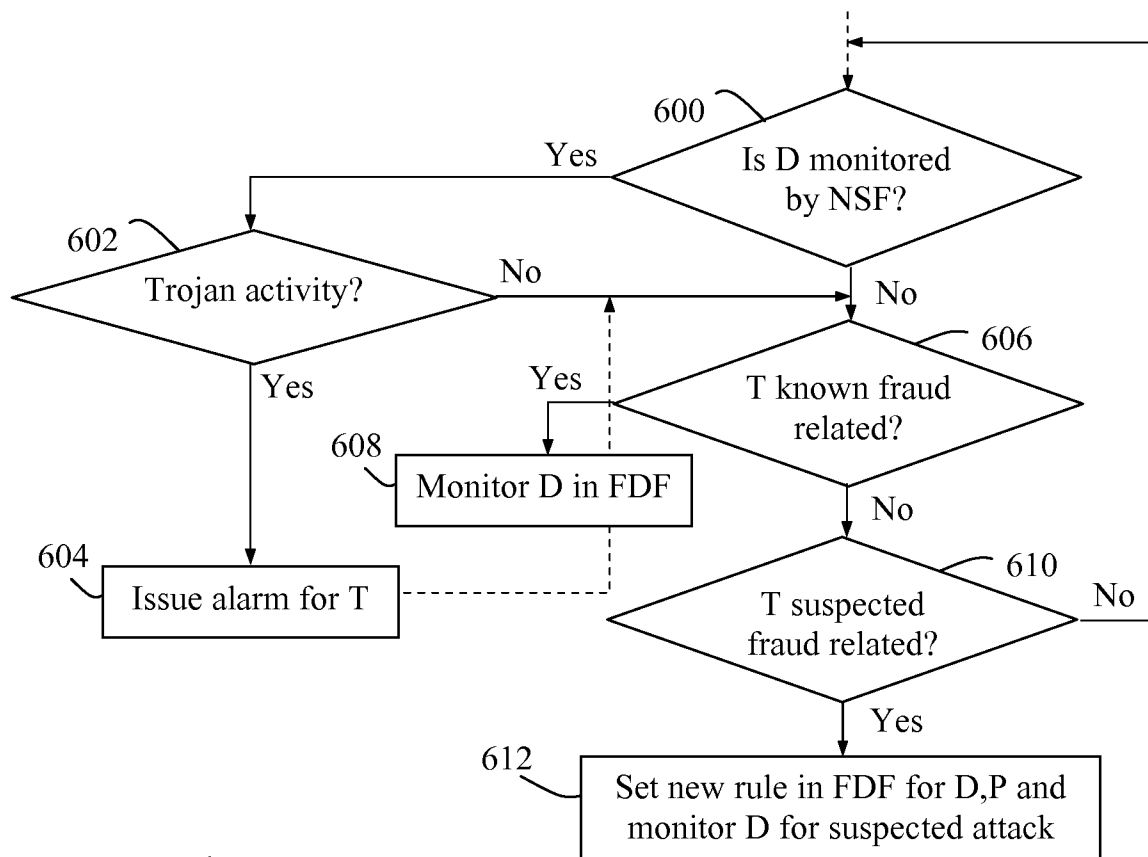 600
Is D monitored
by NSF?
Yes
602
Trojan activity?
No
No
606
Yes
Yes
T known fraud
related?
608
Monitor D in FDF
No
604
Issue alarm for T
610
T suspected
fraud related?
No
Yes
612
Set new rule in FDF for D,P and
monitor D for suspected attack